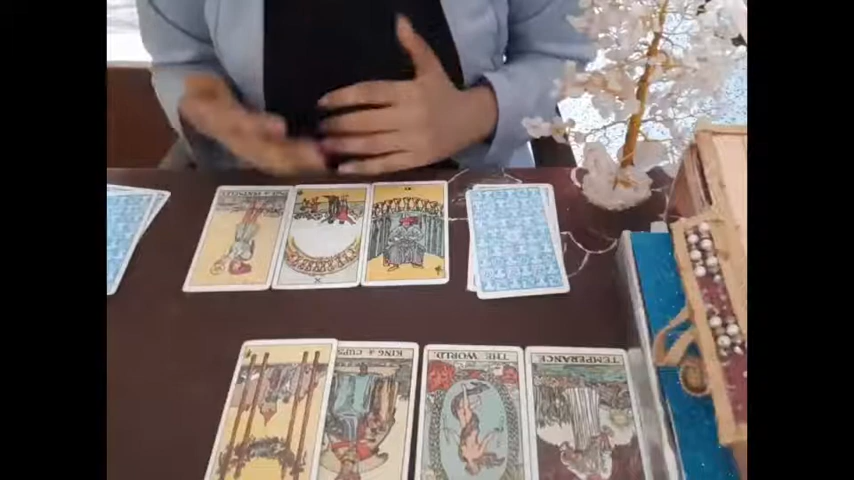 KING of CUPS.
THE WORLD.
TEMPERANCE.
X